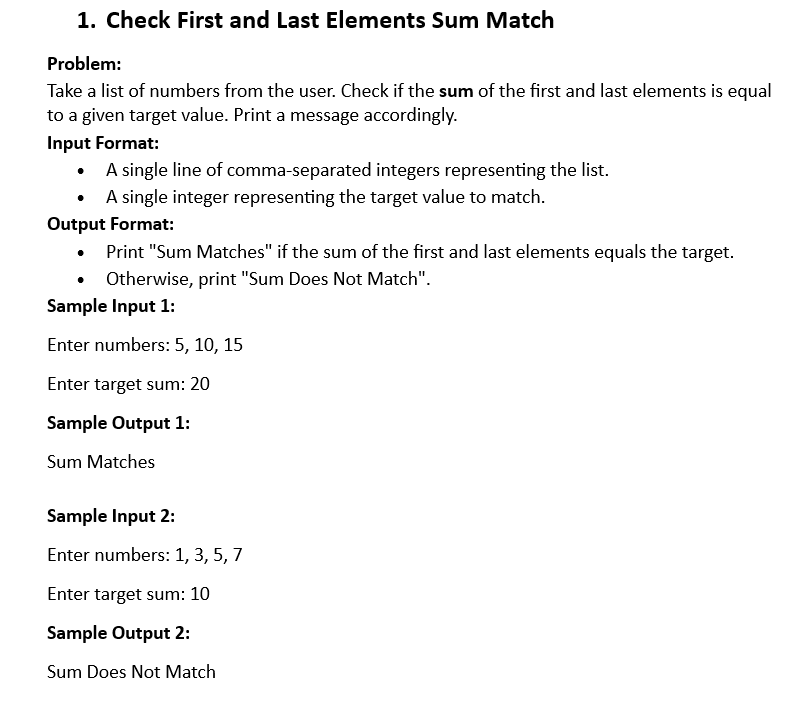 1. Check First and Last Elements Sum Match
Problem:
Take a list of numbers from the user. Check if the sum of the first and last elements is equal
to a given target value. Print a message accordingly.
Input Format:
• A single line of comma-separated integers representing the list.
• A single integer representing the target value to match.
Output Format:
• Print "Sum Matches" if the sum of the first and last elements equals the target.
• Otherwise, print "Sum Does Not Match".
Sample Input 1:
Enter numbers: 5, 10, 15
Enter target sum: 20
Sample Output 1:
Sum Matches
Sample Input 2:
Enter numbers: 1, 3, 5, 7
Enter target sum: 10
Sample Output 2:
Sum Does Not Match